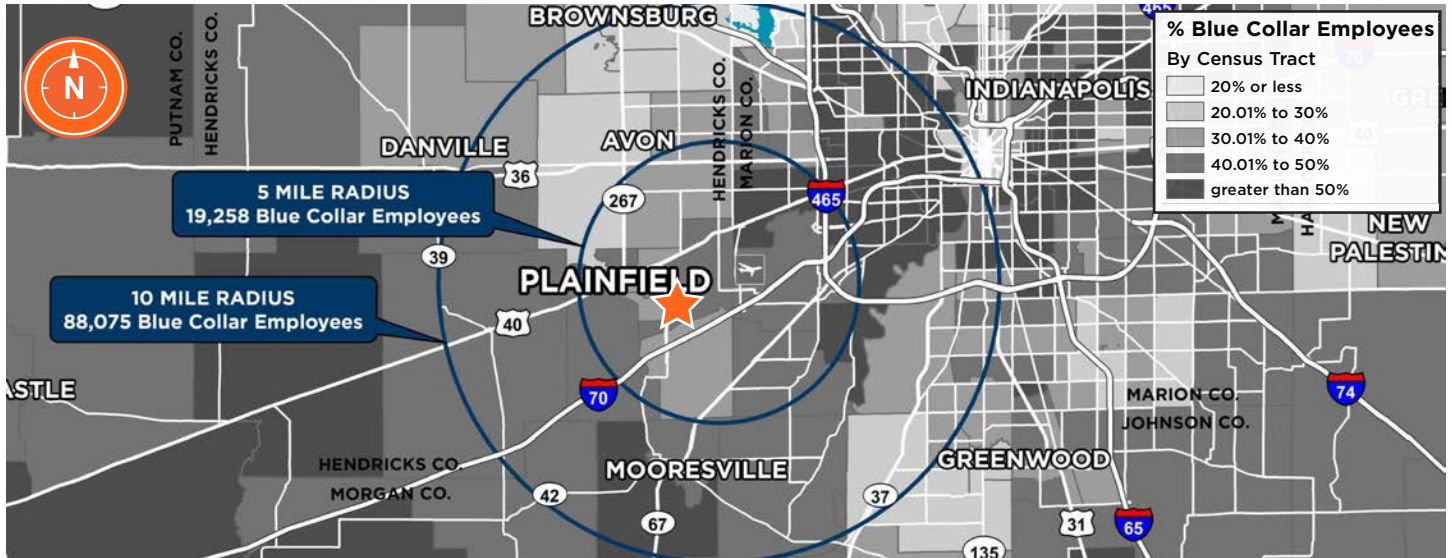 BROWNSBURG
465
% Blue Collar Employees
By Census Tract
20% or less
20.01% to 30%
30.01% to 40%
40.01% to 50%
greater than 50%
70
40
N
PUTNAM CO.
HENDRICKS CO.
HENDRICKS CO.
MARION CO.
INDIANAPOLIS
DANVILLE
AVON
36
5 MILE RADIUS
19,258 Blue Collar Employees
267
465
NEW
PALESTIN
39
PLAINFIELD
10 MILE RADIUS
88,075 Blue Collar Employees
40
ASTLE
70
74
MARION CO.
JOHNSON CO.
HENDRICKS CO.
MORGAN CO.
MOORESVILLE
GREENWOOD
42
37
67
31
65
135